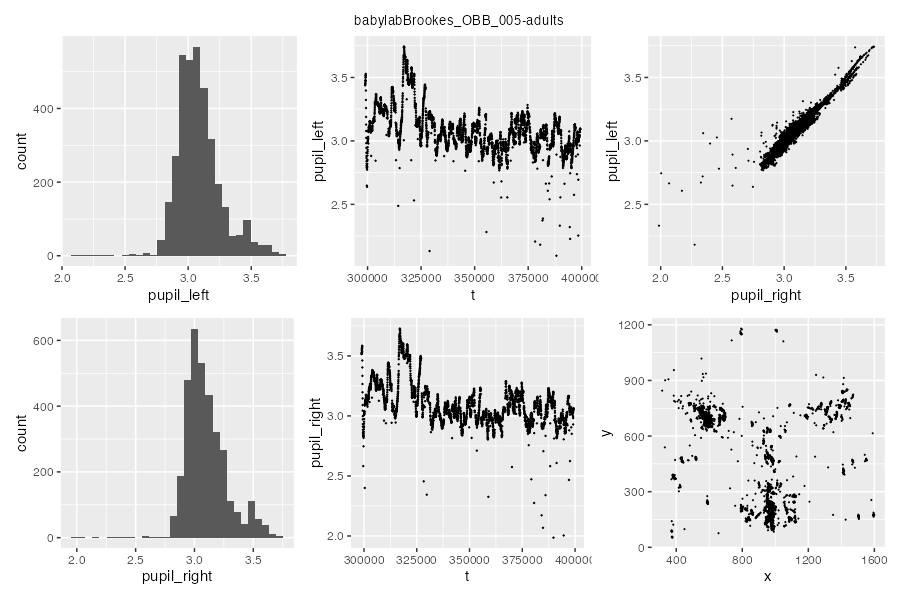 babylabBrookes_OBB_005-adults
count
400
200
0
2.0 2.5 3.0 3.5
pupil_left
pupil_left
3.5
3.0
2.5
300000 325000 350000 375000 400000
t
pupil_left
3.5
3.0
2.5
2.0 2.5 3.0 3.5
pupil_right
count
600
400
200
0
2.0 2.5 3.0 3.5
pupil_right
pupil_right
3.5
3.0
2.5
2.0
300000 325000 350000 375000 400000
t
y
1200
900
600
300
0
400 800 1200 1600
x